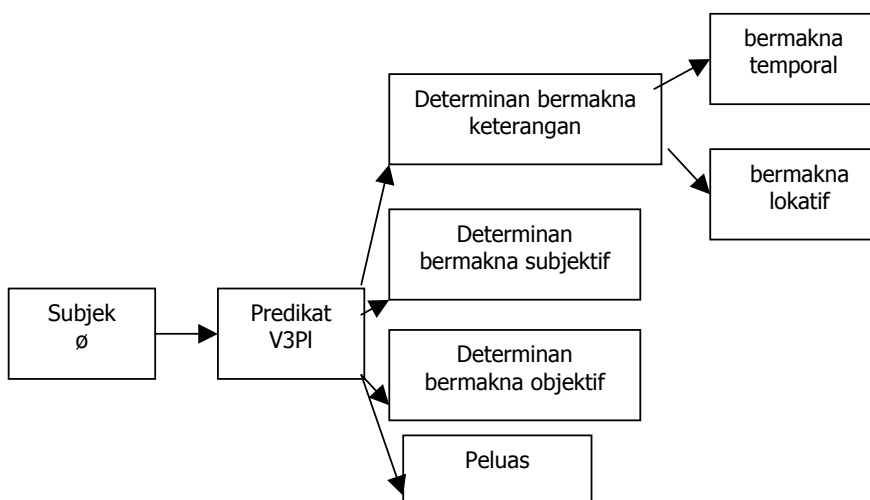 bermakna
temporal
Determinan bermakna
keterangan
bermakna
lokatif
Determinan
bermakna subjektif
Subjek
ø
Predikat
V3Pl
Determinan
bermakna objektif
Peluas